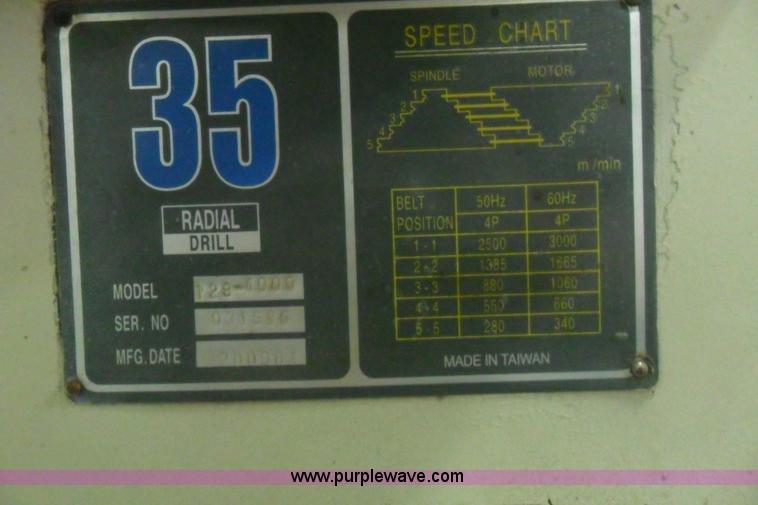 35
RADIAL
DRILL
MODEL
SER. NO
MFG. DATE
SPEED CHART
SPINDLE MOTOR
1 1
2 2
3 3
4 4
5 5
m/min
BELT POSITION 50Hz 4P 60Hz 4P
1-1 2500 3000
2-2 1385 1665
3-3 880 1060
4-4 550 660
5-5 280 340
MADE IN TAIWAN
www.purplewave.com